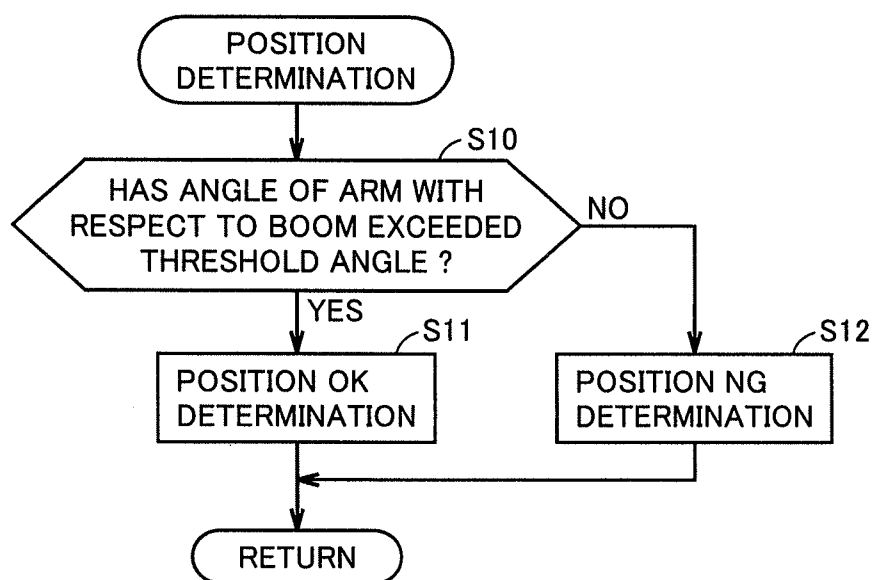 POSITION
DETERMINATION
S10
HAS ANGLE OF ARM WITH
RESPECT TO BOOM EXCEEDED
THRESHOLD ANGLE ?
NO
YES
S11
POSITION OK
DETERMINATION
S12
POSITION NG
DETERMINATION
RETURN